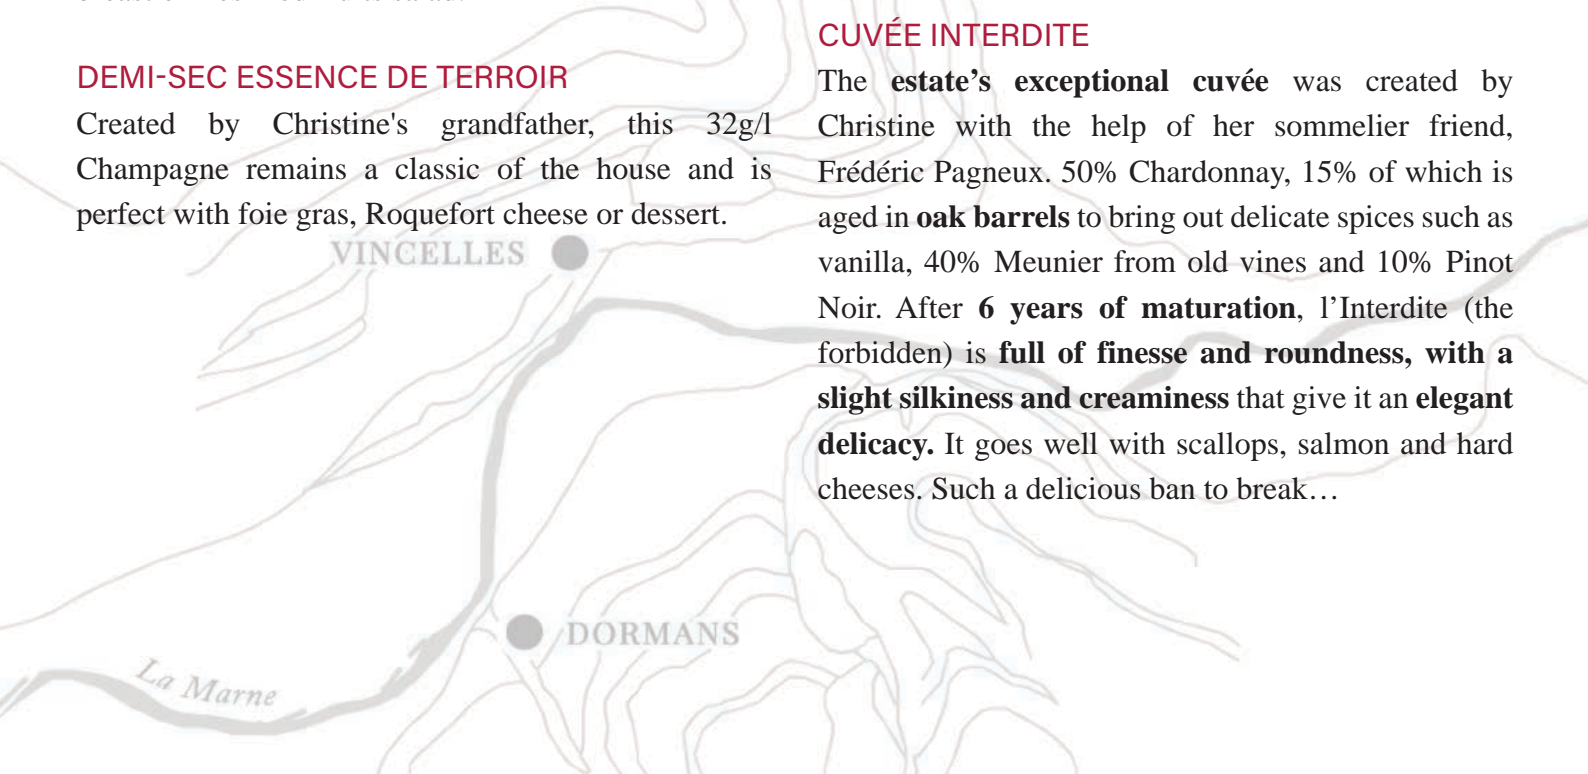 DEMI-SEC ESSENCE DE TERROIR
Created by Christine's grandfather, this 32g/l
Champagne remains a classic of the house and is
perfect with foie gras, Roquefort cheese or dessert.
CUVÉE INTERDITE
The estate’s exceptional cuvée was created by
Christine with the help of her sommelier friend,
Frédéric Pagneux. 50% Chardonnay, 15% of which is
aged in oak barrels to bring out delicate spices such as
vanilla, 40% Meunier from old vines and 10% Pinot
Noir. After 6 years of maturation, l’Interdite (the
forbidden) is full of finesse and roundness, with a
slight silkiness and creaminess that give it an elegant
delicacy. It goes well with scallops, salmon and hard
cheeses. Such a delicious ban to break…
VINCELLES
DORMANS
La Marne